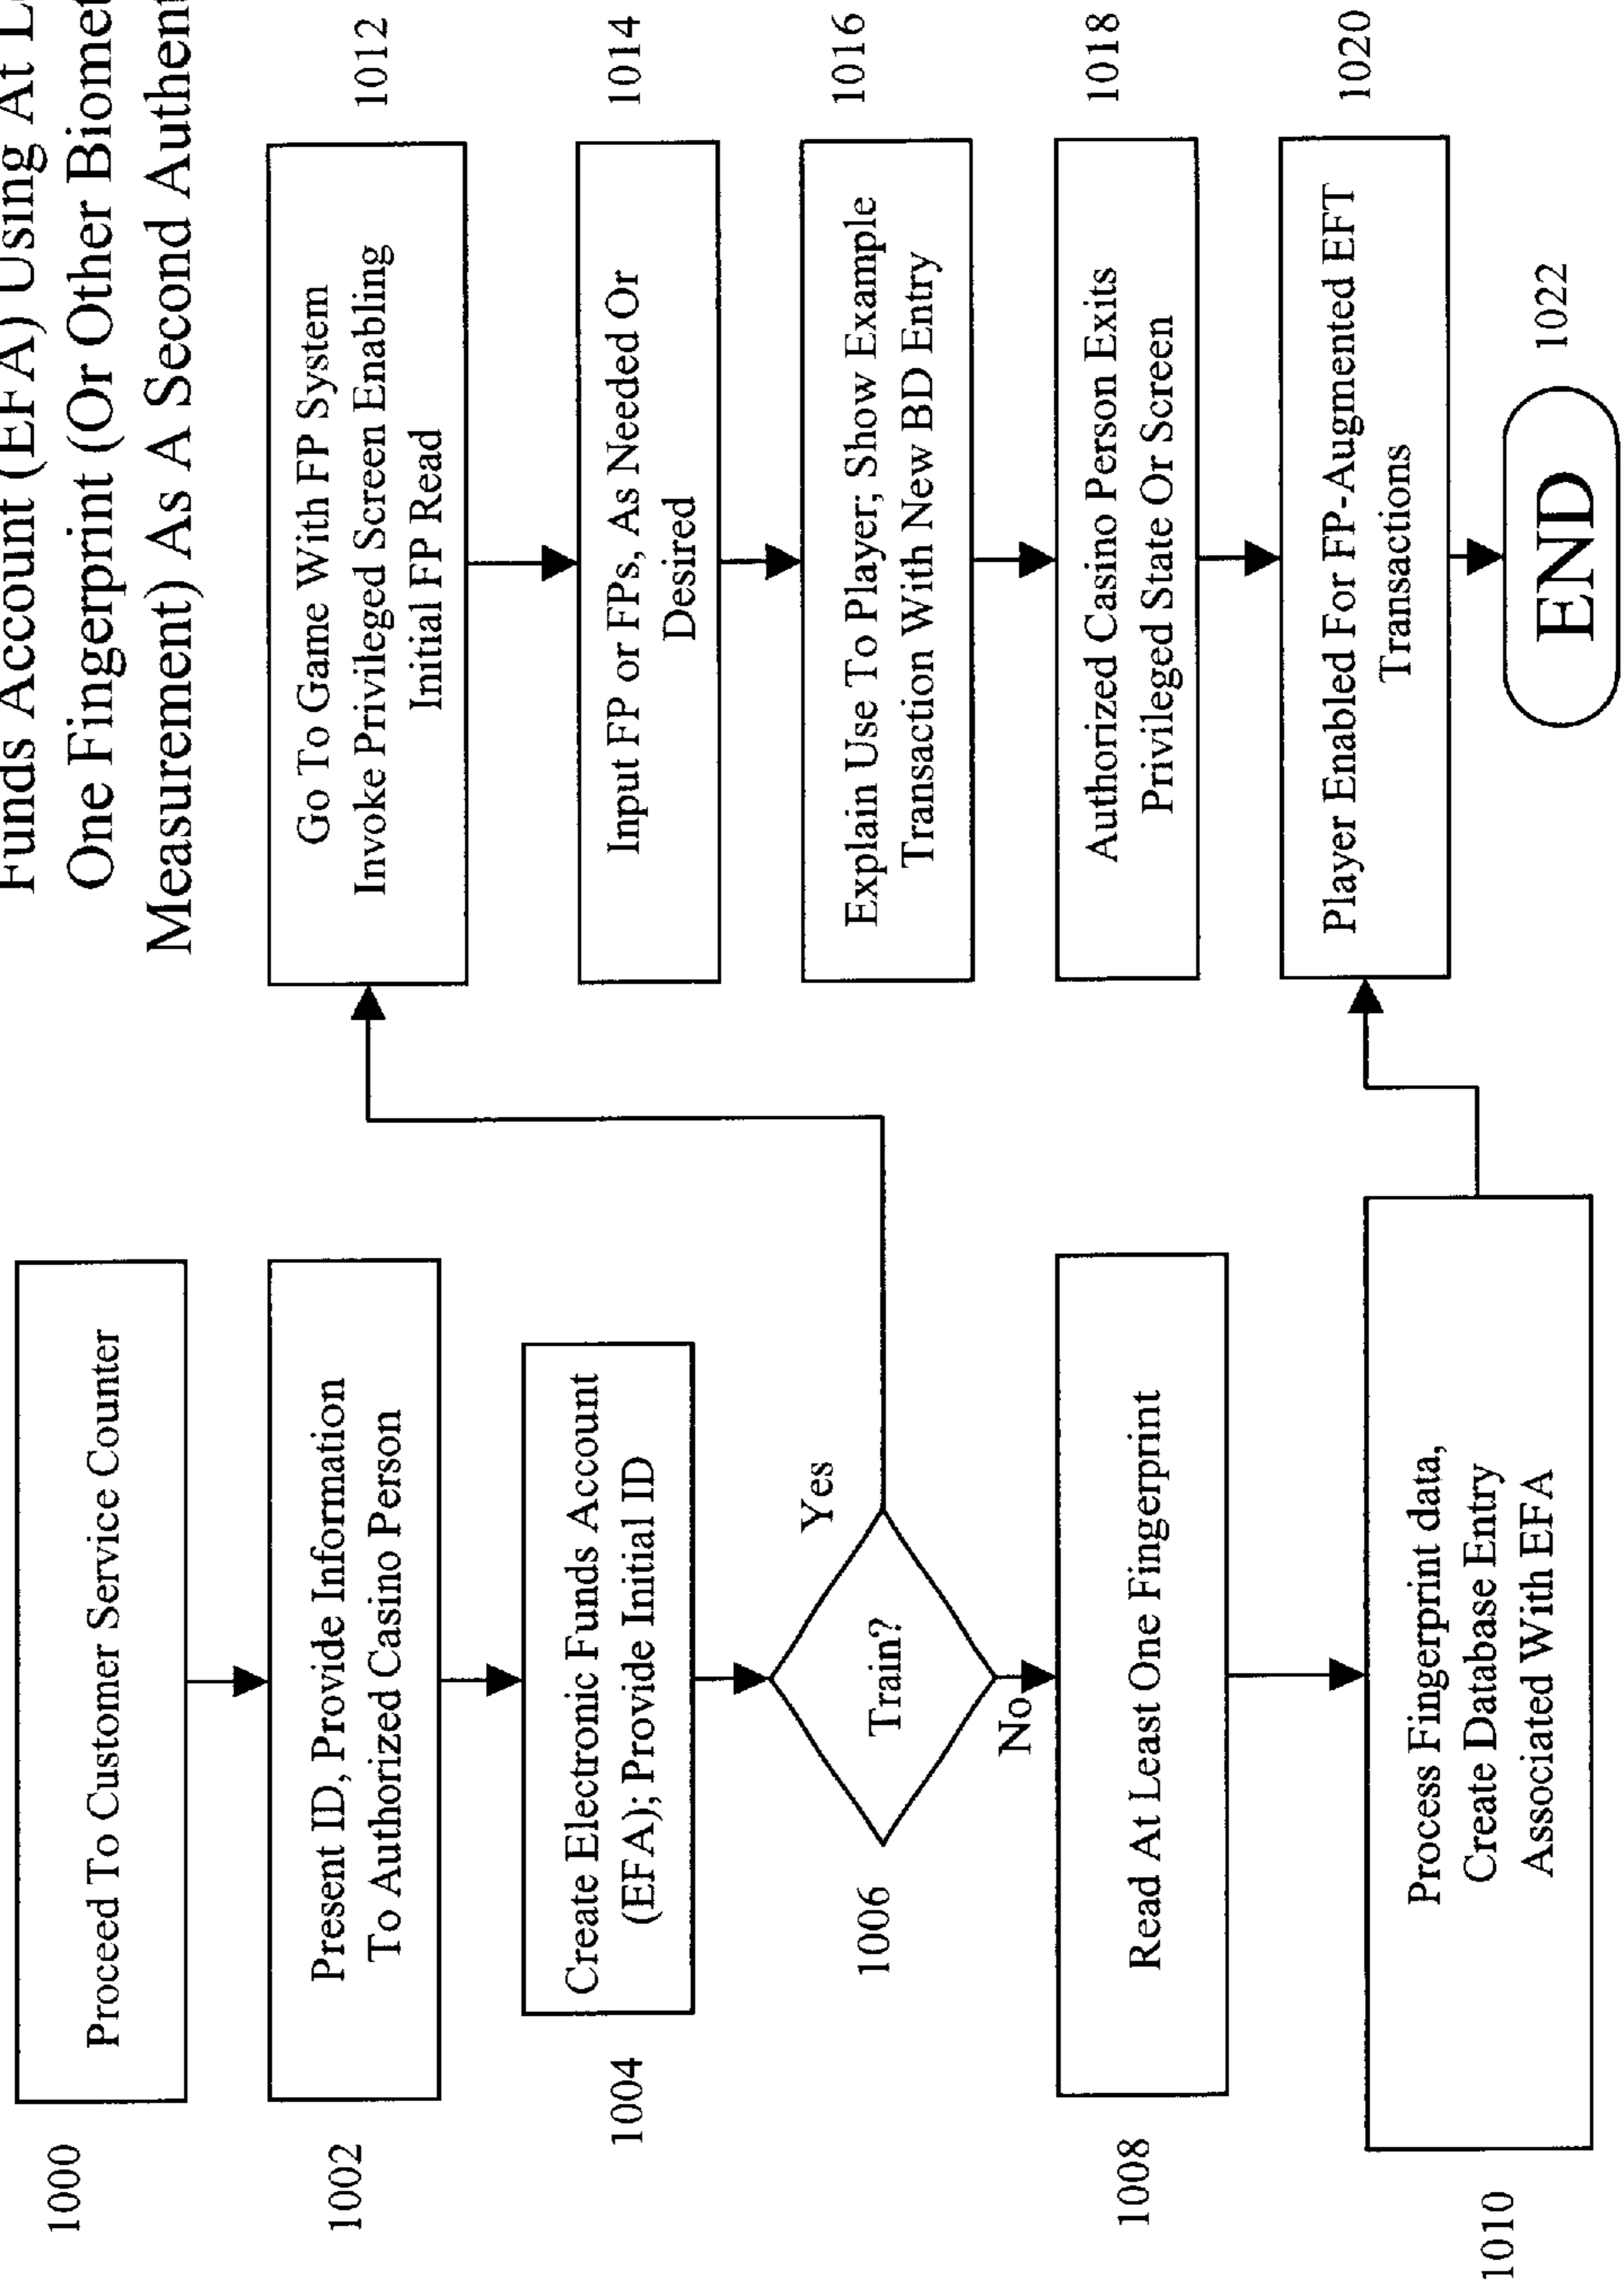 Funds Account (EFA) Using At
One Fingerprint (Or Other
Measurement) As A Second
1000
Proceed To Customer Service Counter
1002
Present ID, Provide Information
To Authorized Casino Person
1004
Create Electronic Funds Account
(EFA); Provide Initial ID
1006
Train?
Yes
No
1008
Read At Least One Fingerprint
1010
Process Fingerprint data,
Create Database Entry
Associated With EFA
Go To Game With FP System
Invoke Privileged Screen Enabling
Initial FP Read
1012
Input FP or FPs, As Needed Or
Desired
1014
Explain Use To Player; Show Example
Transaction With New BD Entry
1016
Authorized Casino Person Exits
Privileged State Or Screen
1018
Player Enabled For FP-Augmented EFT
Transactions
1020
END
1022